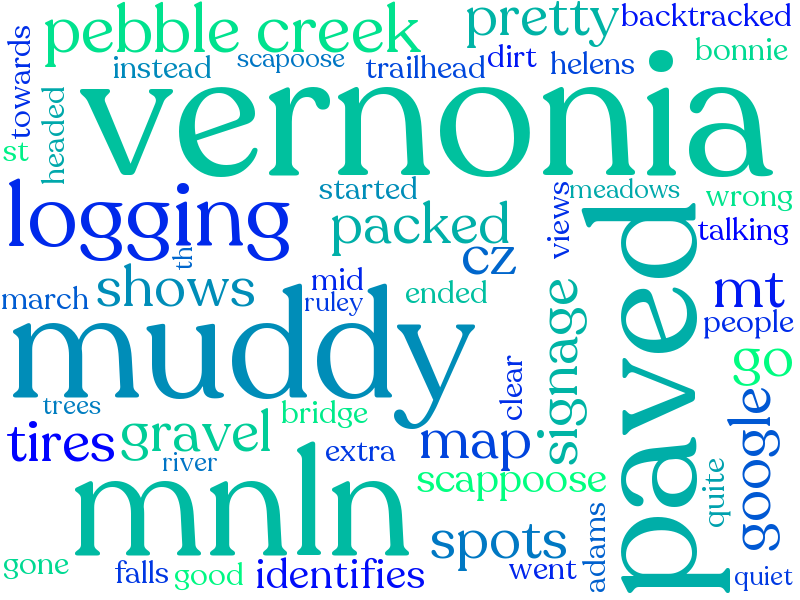 pebble creek
pretty
backtracked
towards
instead
scapoose
trailhead
dirt
helens
bonnie
vernonia
st
headed
logging
started
packed
views
meadows
wrong
talking
cz
th
march
shows
mid
ruley
ended
mt
people
muddy
signage
paved
go
trees
clear
google
tires
gravel
bridge
map.
extra
river
mnln
scappoose
quite
spots
adams
gone
falls
good
identifies
went
quiet